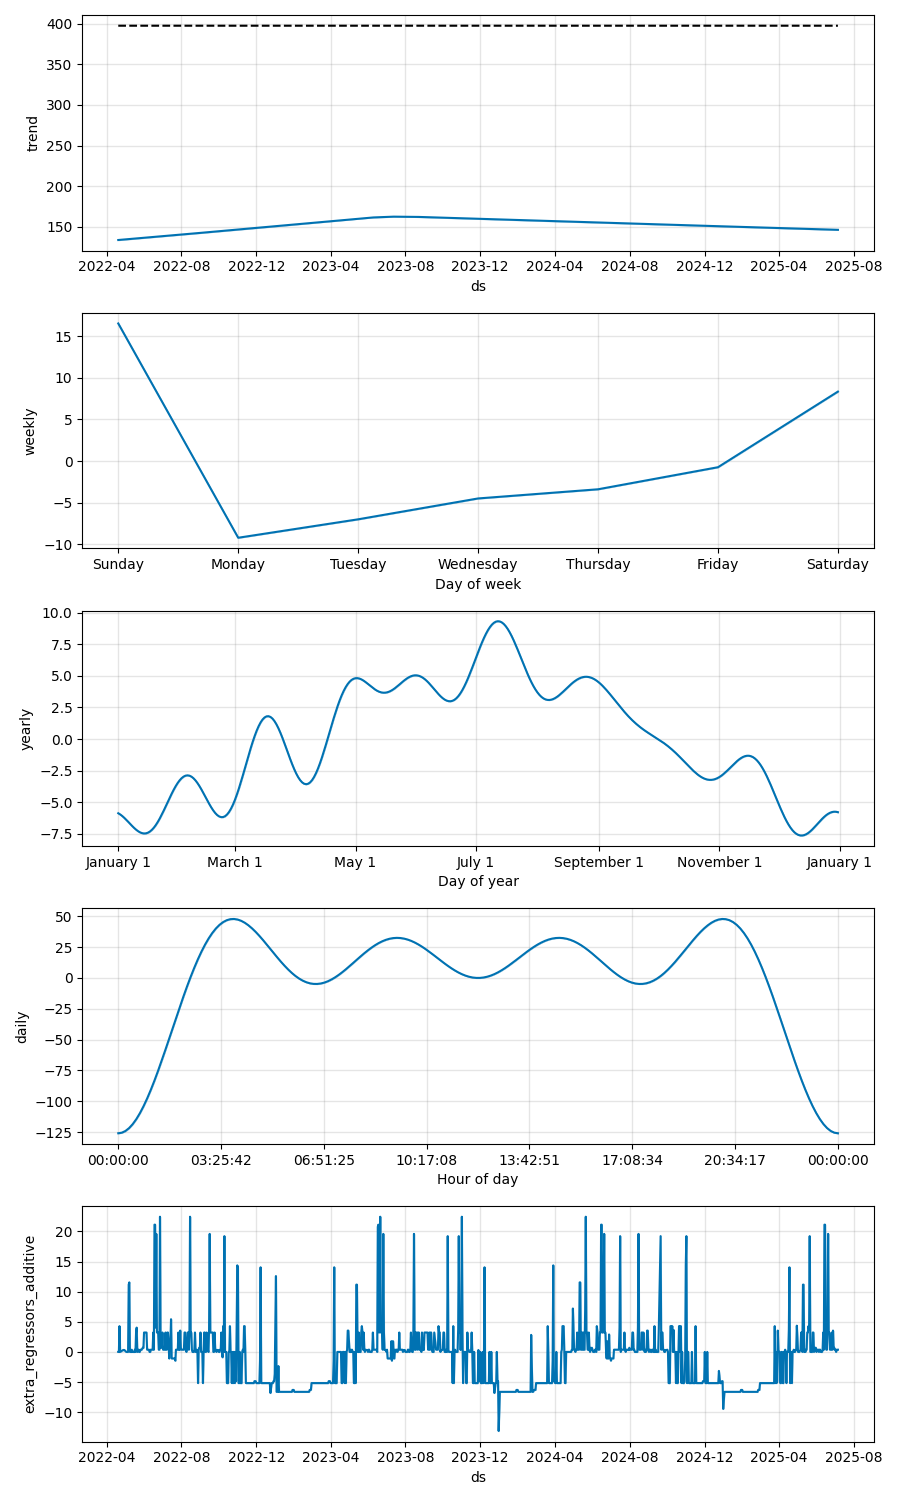 400
350
300
250
200
150
trend
2022-04 2022-08 2022-12 2023-04 2023-08 2023-12 2024-04 2024-08 2024-12 2025-04 2025-08
ds
15
10
5
0
−5
−10
weekly
Sunday Monday Tuesday Wednesday Thursday Friday Saturday
Day of week
10.0
7.5
5.0
2.5
0.0
−2.5
−5.0
−7.5
yearly
January 1 March 1 May 1 July 1 September 1 November 1 January 1
Day of year
50
25
0
−25
−50
−75
−100
−125
daily
00:00:00 03:25:42 06:51:25 10:17:08 13:42:51 17:08:34 20:34:17 00:00:00
Hour of day
20
15
10
5
0
−5
−10
extra_regressors_additive
2022-04 2022-08 2022-12 2023-04 2023-08 2023-12 2024-04 2024-08 2024-12 2025-04 2025-08
ds